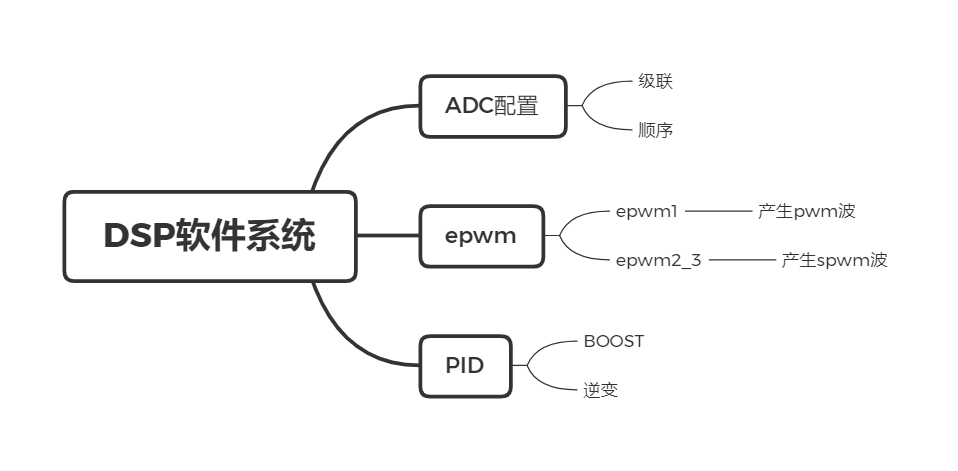 DSP软件系统
ADC配置
级联
顺序
epwm
epwm1
产生pwm波
epwm2_3
产生spwm波
PID
BOOST
逆变